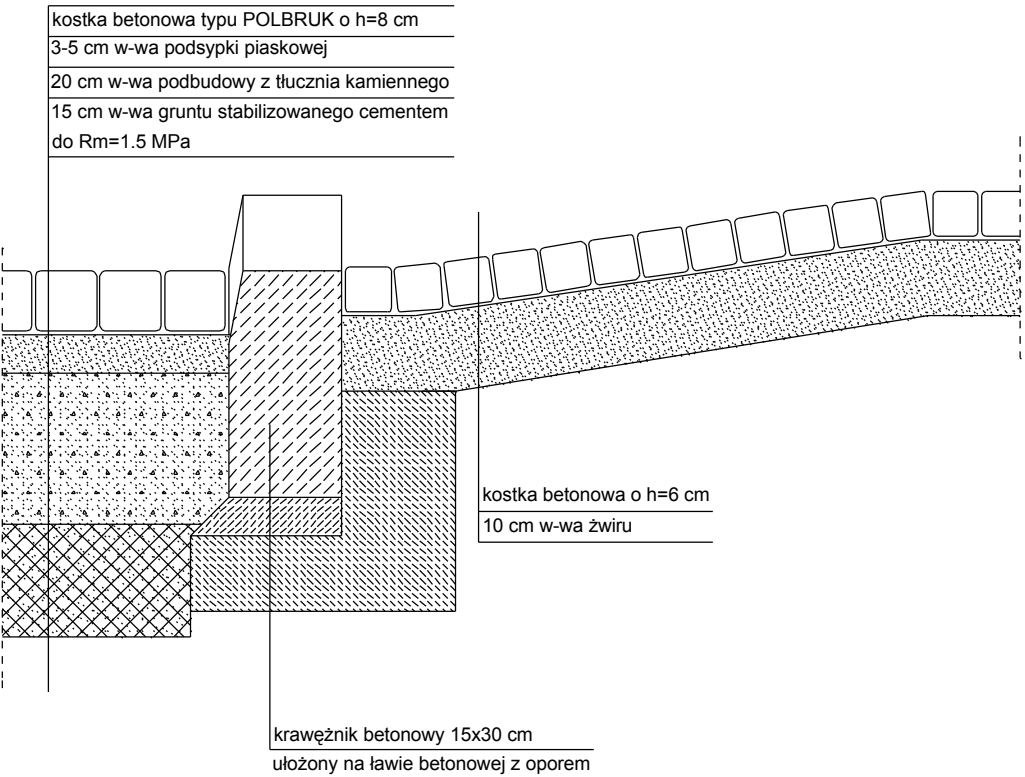 kostka betonowa typu POLBRUK o h=8 cm
3-5 cm w-wa podsypki piaskowej
20 cm w-wa podbudowy z tłucznia kamiennego
15 cm w-wa gruntu stabilizowanego cementem
do Rm=1.5 MPa
kostka betonowa o h=6 cm
10 cm w-wa żwiru
krawężnik betonowy 15x30 cm
ułożony na ławie betonowej z oporem